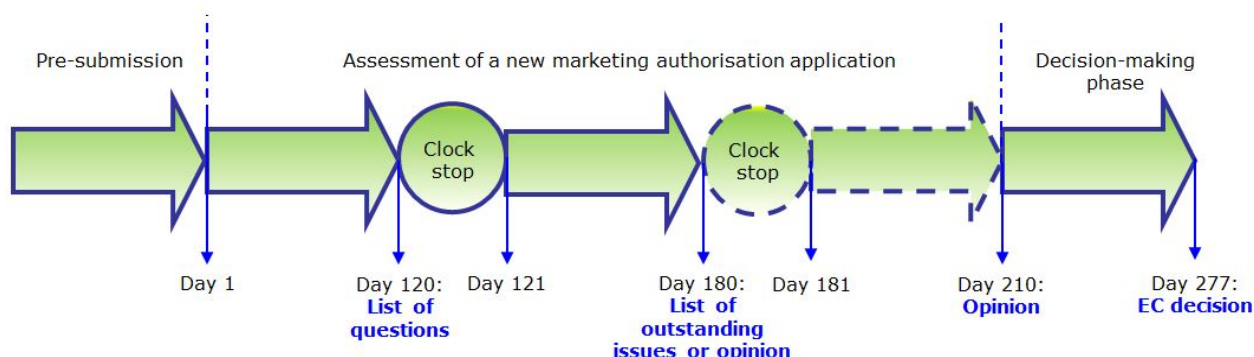 Pre-submission
Assessment of a new marketing authorisation application
Decision-making
phase
Clock
stop
Clock
stop
Day 1
Day 120:
List of
questions
Day 121
Day 180:
List of
outstanding
issues or opinion
Day 181
Day 210:
Opinion
Day 277:
EC decision